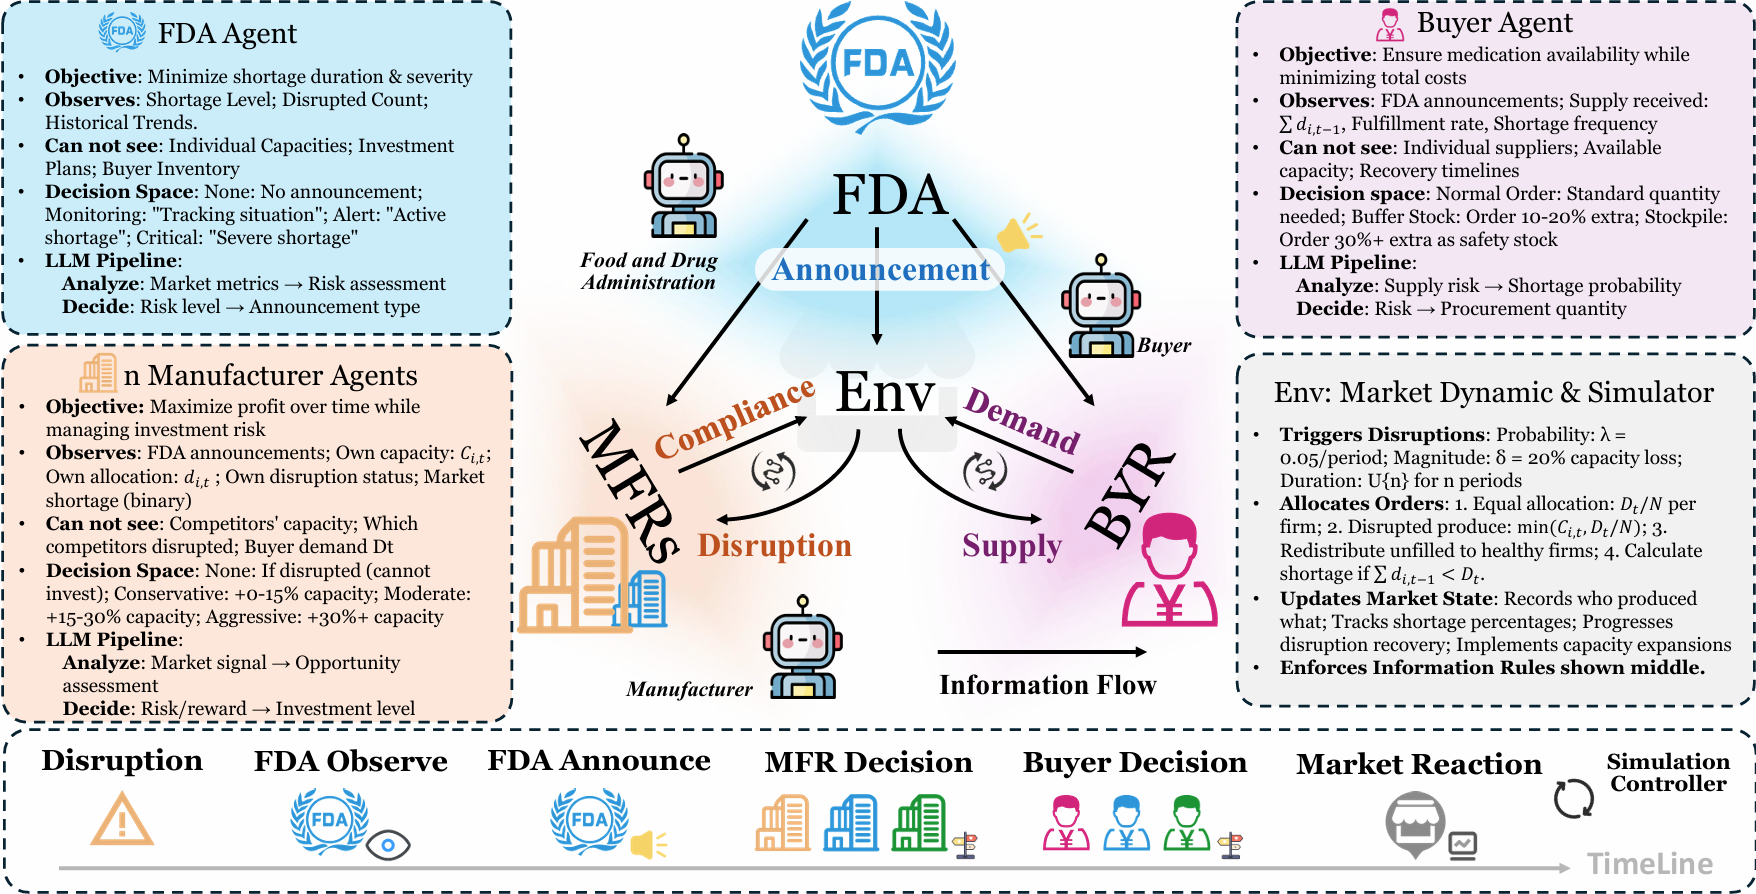 FDA
FDA Agent
• Objective: Minimize shortage duration & severity
• Observes: Shortage Level; Disrupted Count;
Historical Trends.
• Can not see: Individual Capacities; Investment
Plans; Buyer Inventory
• Decision Space: None: No announcement;
Monitoring: "Tracking situation"; Alert: "Active
shortage"; Critical: "Severe shortage"
• LLM Pipeline:
Analyze: Market metrics → Risk assessment
Decide: Risk level → Announcement type
n Manufacturer Agents
• Objective: Maximize profit over time while
managing investment risk
• Observes: FDA announcements; Own capacity: C_{i,t};
Own allocation: d_{i,t} ; Own disruption status; Market
shortage (binary)
• Can not see: Competitors' capacity; Which
competitors disrupted; Buyer demand Dt
• Decision Space: None: If disrupted (cannot
invest); Conservative: +0-15% capacity; Moderate:
+15-30% capacity; Aggressive: +30%+ capacity
• LLM Pipeline:
Analyze: Market signal → Opportunity
assessment
Decide: Risk/reward → Investment level
FDA
FDA
Announcement
Food and Drug
Administration
Buyer
Env
Compliance
Demand
MFRs
BYR
Disruption
Supply
¥
Manufacturer
Information Flow
¥
Buyer Agent
• Objective: Ensure medication availability while
minimizing total costs
• Observes: FDA announcements; Supply received:
∑ d_{i,t−1}, Fulfillment rate, Shortage frequency
• Can not see: Individual suppliers; Available
capacity; Recovery timelines
• Decision space: Normal Order: Standard quantity
needed; Buffer Stock: Order 10-20% extra; Stockpile:
Order 30%+ extra as safety stock
• LLM Pipeline:
Analyze: Supply risk → Shortage probability
Decide: Risk → Procurement quantity
Env: Market Dynamic & Simulator
• Triggers Disruptions: Probability: λ =
0.05/period; Magnitude: δ = 20% capacity loss;
Duration: U{n} for n periods
• Allocates Orders: 1. Equal allocation: D_t/N per
firm; 2. Disrupted produce: min(C_{i,t}, D_t/N); 3.
Redistribute unfilled to healthy firms; 4. Calculate
shortage if ∑ d_{i,t−1} < D_t.
• Updates Market State: Records who produced
what; Tracks shortage percentages; Progresses
disruption recovery; Implements capacity expansions
• Enforces Information Rules shown middle.
Disruption
FDA Observe
FDA Announce
MFR Decision
Buyer Decision
Market Reaction
Simulation
Controller
FDA
FDA
¥
¥
¥
TimeLine